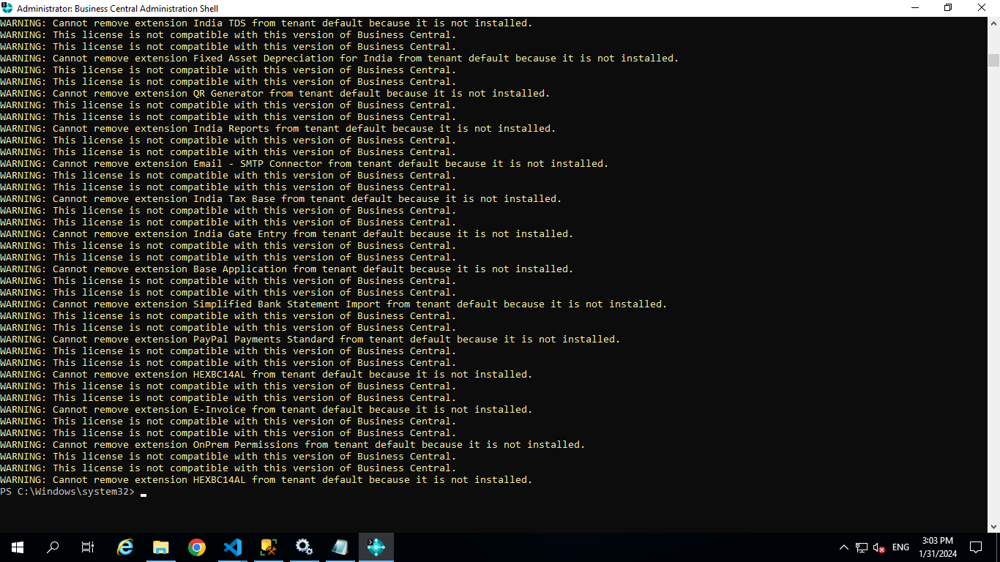 Administrator: Business Central Administration Shell
WARNING: Cannot remove extension India TDS from tenant default because it is not installed.
WARNING: This license is not compatible with this version of Business Central.
WARNING: This license is not compatible with this version of Business Central.
WARNING: Cannot remove extension Fixed Asset Depreciation for India from tenant default because it is not installed.
WARNING: This license is not compatible with this version of Business Central.
WARNING: This license is not compatible with this version of Business Central.
WARNING: Cannot remove extension QR Generator from tenant default because it is not installed.
WARNING: This license is not compatible with this version of Business Central.
WARNING: This license is not compatible with this version of Business Central.
WARNING: Cannot remove extension India Reports from tenant default because it is not installed.
WARNING: This license is not compatible with this version of Business Central.
WARNING: This license is not compatible with this version of Business Central.
WARNING: Cannot remove extension Email - SMTP Connector from tenant default because it is not installed.
WARNING: This license is not compatible with this version of Business Central.
WARNING: This license is not compatible with this version of Business Central.
WARNING: Cannot remove extension India Tax Base from tenant default because it is not installed.
WARNING: This license is not compatible with this version of Business Central.
WARNING: This license is not compatible with this version of Business Central.
WARNING: Cannot remove extension India Gate Entry from tenant default because it is not installed.
WARNING: This license is not compatible with this version of Business Central.
WARNING: This license is not compatible with this version of Business Central.
WARNING: Cannot remove extension Base Application from tenant default because it is not installed.
WARNING: This license is not compatible with this version of Business Central.
WARNING: This license is not compatible with this version of Business Central.
WARNING: Cannot remove extension Simplified Bank Statement Import from tenant default because it is not installed.
WARNING: This license is not compatible with this version of Business Central.
WARNING: This license is not compatible with this version of Business Central.
WARNING: Cannot remove extension PayPal Payments Standard from tenant default because it is not installed.
WARNING: This license is not compatible with this version of Business Central.
WARNING: This license is not compatible with this version of Business Central.
WARNING: Cannot remove extension HEXBC14AL from tenant default because it is not installed.
WARNING: This license is not compatible with this version of Business Central.
WARNING: This license is not compatible with this version of Business Central.
WARNING: Cannot remove extension E-Invoice from tenant default because it is not installed.
WARNING: This license is not compatible with this version of Business Central.
WARNING: This license is not compatible with this version of Business Central.
WARNING: Cannot remove extension OnPrem Permissions from tenant default because it is not installed.
WARNING: This license is not compatible with this version of Business Central.
WARNING: This license is not compatible with this version of Business Central.
WARNING: Cannot remove extension HEXBC14AL from tenant default because it is not installed.
PS C:\Windows\system32>
ENG
3:03 PM
1/31/2024